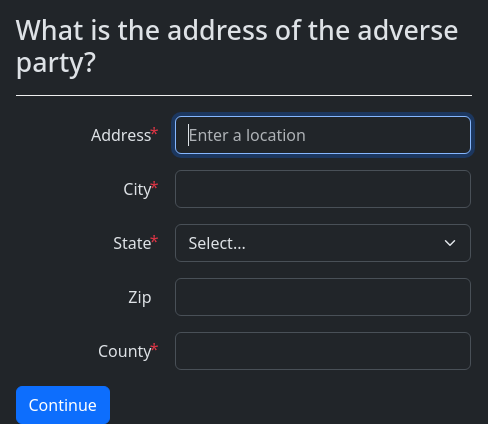 What is the address of the adverse
party?
Address*
Enter a location
City*
State*
Select...
Zip
County*
Continue